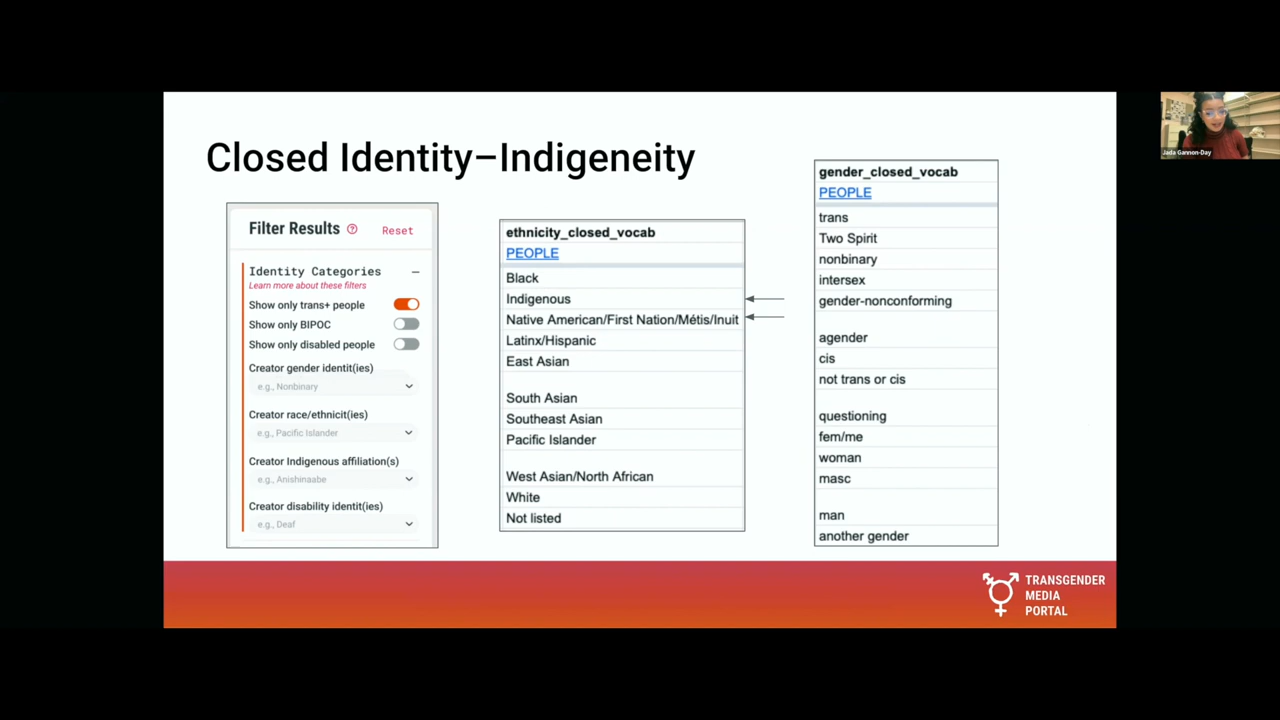 Closed Identity–Indigeneity
Filter Results ? Reset
Identity Categories –
Learn more about these filters
Show only trans+ people
Show only BIPOC
Show only disabled people
Creator gender identit(ies)
e.g., Nonbinary
Creator race/ethnicit(ies)
e.g., Pacific Islander
Creator Indigenous affiliation(s)
e.g., Anishinaabe
Creator disability identit(ies)
e.g., Deaf
ethnicity_closed_vocab
PEOPLE
Black
Indigenous
Native American/First Nation/Métis/Inuit
Latinx/Hispanic
East Asian
South Asian
Southeast Asian
Pacific Islander
West Asian/North African
White
Not listed
gender_closed_vocab
PEOPLE
trans
Two Spirit
nonbinary
intersex
gender-nonconforming
agender
cis
not trans or cis
questioning
fem/me
woman
masc
man
another gender
TRANSGENDER
MEDIA
PORTAL
Jada Gannon-Day